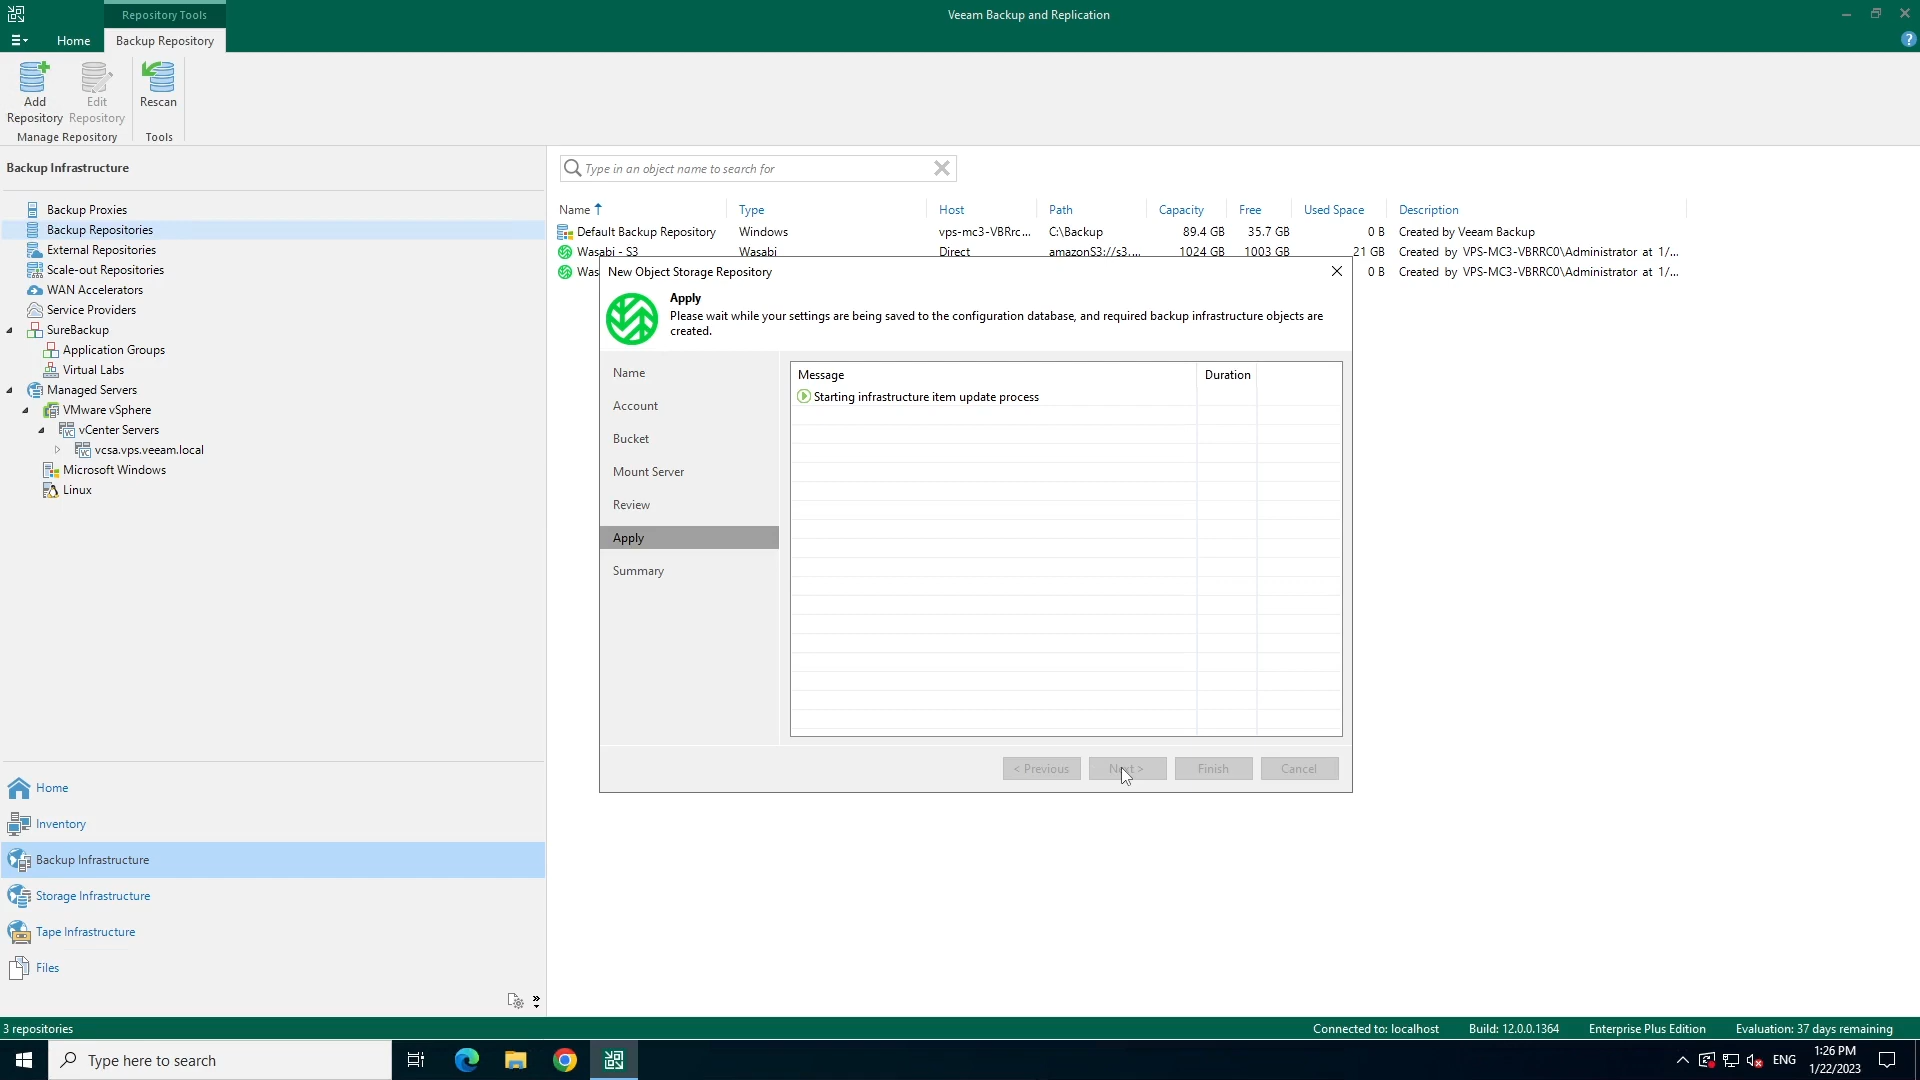 Repository Tools
Veeam Backup and Replication
Home
Backup Repository
Add
Repository
Edit
Repository
Rescan
Manage Repository
Tools
Backup Infrastructure
Type in an object name to search for
Backup Proxies
Backup Repositories
External Repositories
Scale-out Repositories
WAN Accelerators
Service Providers
SureBackup
Application Groups
Virtual Labs
Managed Servers
VMware vSphere
vCenter Servers
vcsa.vps.veeam.local
Microsoft Windows
Linux
Name Type Host Path Capacity Free Used Space Description
Default Backup Repository Windows vps-mc3-VBRrc... C:\Backup 89.4 GB 35.7 GB 0 B Created by Veeam Backup
Wasabi - S3 Wasabi Direct amazonS3://s3.... 1024 GB 1003 GB 21 GB Created by VPS-MC3-VBRRC0\Administrator at 1/...
Was 0 B Created by VPS-MC3-VBRRC0\Administrator at 1/...
New Object Storage Repository
Apply
Please wait while your settings are being saved to the configuration database, and required backup infrastructure objects are
created.
Name
Account
Bucket
Mount Server
Review
Apply
Summary
Message Duration
Starting infrastructure item update process
< Previous Next > Finish Cancel
Home
Inventory
Backup Infrastructure
Storage Infrastructure
Tape Infrastructure
Files
3 repositories
Connected to: localhost Build: 12.0.0.1364 Enterprise Plus Edition Evaluation: 37 days remaining
Type here to search
ENG
1:26 PM
1/22/2023